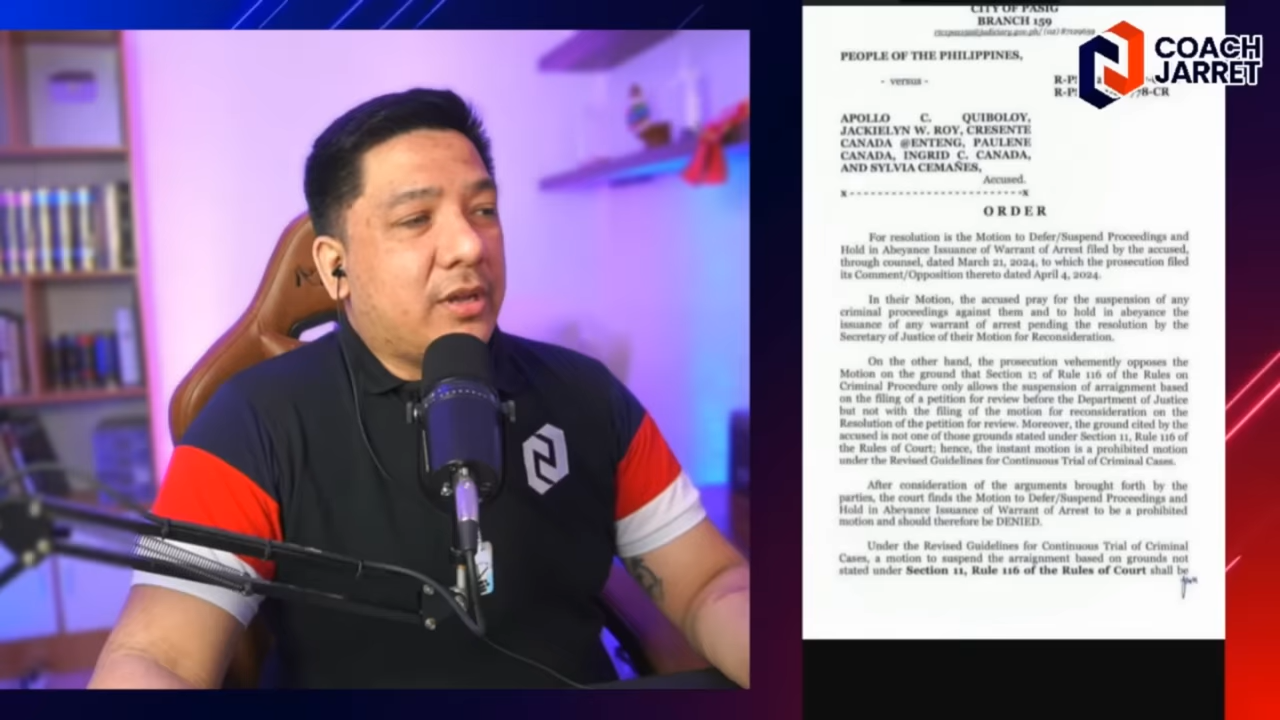 CITY OF PASIG
BRANCH 159
PEOPLE OF THE PHILIPPINES,
- versus -
COACH
JARRET
APOLLO C. QUIBOLOY,
JACKIELYN W. ROY, CRESENTE
CANADA @ENTENG, PAULENE
CANADA, INGRID C. CANADA,
AND SYLVIA CEMAÑES,
Accused.
x-------------------------x
ORDER
For resolution is the Motion to Defer/Suspend Proceedings and
Hold in Abeyance Issuance of Warrant of Arrest filed by the accused,
through counsel, dated March 21, 2024, to which the prosecution filed
its Comment/Opposition thereto dated April 4, 2024.
In their Motion, the accused pray for the suspension of any
criminal proceedings against them and to hold in abeyance the
issuance of any warrant of arrest pending the resolution by the
Secretary of Justice of their Motion for Reconsideration.
On the other hand, the prosecution vehemently opposes the
Motion on the ground that Section of Rule 116 of the Rules on
Criminal Procedure only allows the suspension of arraignment based
on the filing of a petition for review before the Department of Justice
but not with the filing of the motion for reconsideration on the
Resolution of the petition for review. Moreover, the ground cited by the
accused is not one of those grounds stated under Section 11, Rule 116 of
the Rules of Court; hence, the instant motion is a prohibited motion
under the Revised Guidelines for Continuous Trial of Criminal Cases.
After consideration of the arguments brought forth by the
parties, the court finds the Motion to Defer/Suspend Proceedings and
Hold in Abeyance Issuance of Warrant of Arrest to be a prohibited
motion and should therefore be DENIED.
Under the Revised Guidelines for Continuous Trial of Criminal
Cases, a motion to suspend the arraignment based on grounds not
stated under Section 11, Rule 116 of the Rules of Court shall be